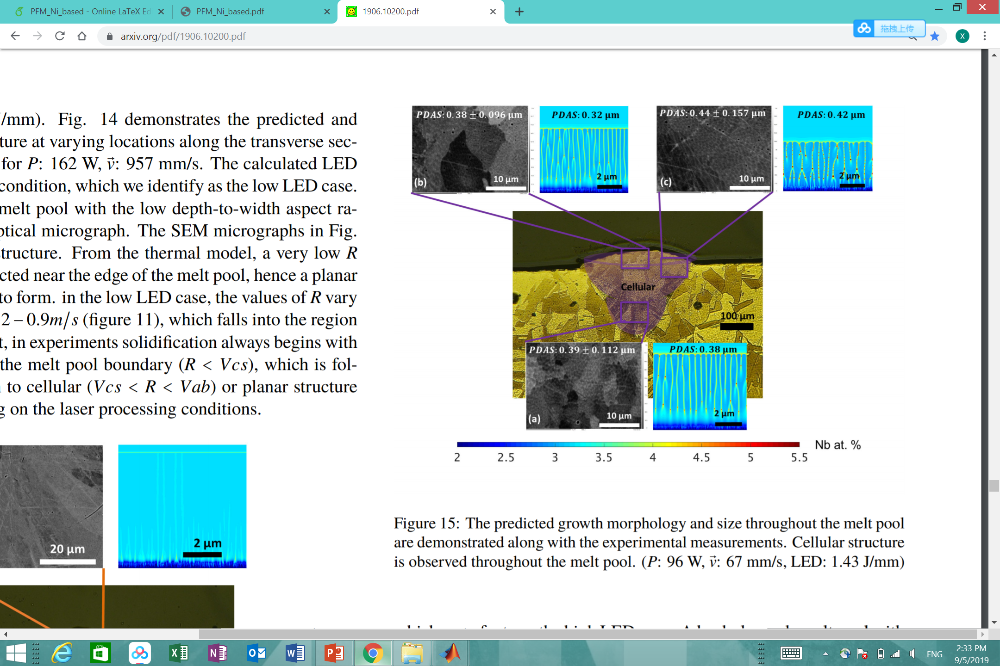 PFM_Ni_based - Online LaTeX Ed
PFM_Ni_based.pdf
1906.10200.pdf
arxiv.org/pdf/1906.10200.pdf
拖拽上传
X
/mm). Fig. 14 demonstrates the predicted and
ture at varying locations along the transverse sec-
for P: 162 W, v⃗: 957 mm/s. The calculated LED
condition, which we identify as the low LED case.
melt pool with the low depth-to-width aspect ra-
ptical micrograph. The SEM micrographs in Fig.
structure. From the thermal model, a very low R
cted near the edge of the melt pool, hence a planar
to form. in the low LED case, the values of R vary
2 – 0.9m/s (figure 11), which falls into the region
t, in experiments solidification always begins with
the melt pool boundary (R < Vcs), which is fol-
to cellular (Vcs < R < Vab) or planar structure
g on the laser processing conditions.
20 μm
2 μm
PDAS: 0.38 ± 0.096 μm
(b)
10 μm
PDAS: 0.32 μm
2 μm
PDAS: 0.44 ± 0.157 μm
(c)
10 μm
PDAS: 0.42 μm
2 μm
Cellular
100 μm
PDAS: 0.39 ± 0.112 μm
(a)
10 μm
PDAS: 0.38 μm
2 μm
2 2.5 3 3.5 4 4.5 5 5.5
Nb at. %
Figure 15: The predicted growth morphology and size throughout the melt pool
are demonstrated along with the experimental measurements. Cellular structure
is observed throughout the melt pool. (P: 96 W, v⃗: 67 mm/s, LED: 1.43 J/mm)
ENG
2:33 PM
9/5/2019